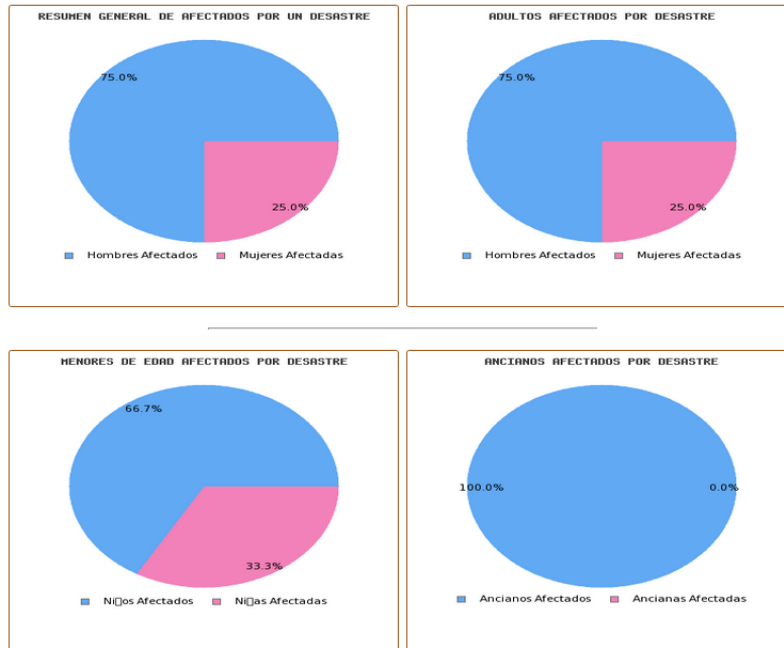 RESUMEN GENERAL DE AFECTADOS POR UN DESASTRE
75.0%
25.0%
Hombres Afectados Mujeres Afectadas
ADULTOS AFECTADOS POR DESASTRE
75.0%
25.0%
Hombres Afectados Mujeres Afectadas
MENORES DE EDAD AFECTADOS POR DESASTRE
66.7%
33.3%
Ni▯os Afectados Ni▯as Afectadas
ANCIANOS AFECTADOS POR DESASTRE
100.0% 0.0%
Ancianos Afectados Ancianas Afectadas